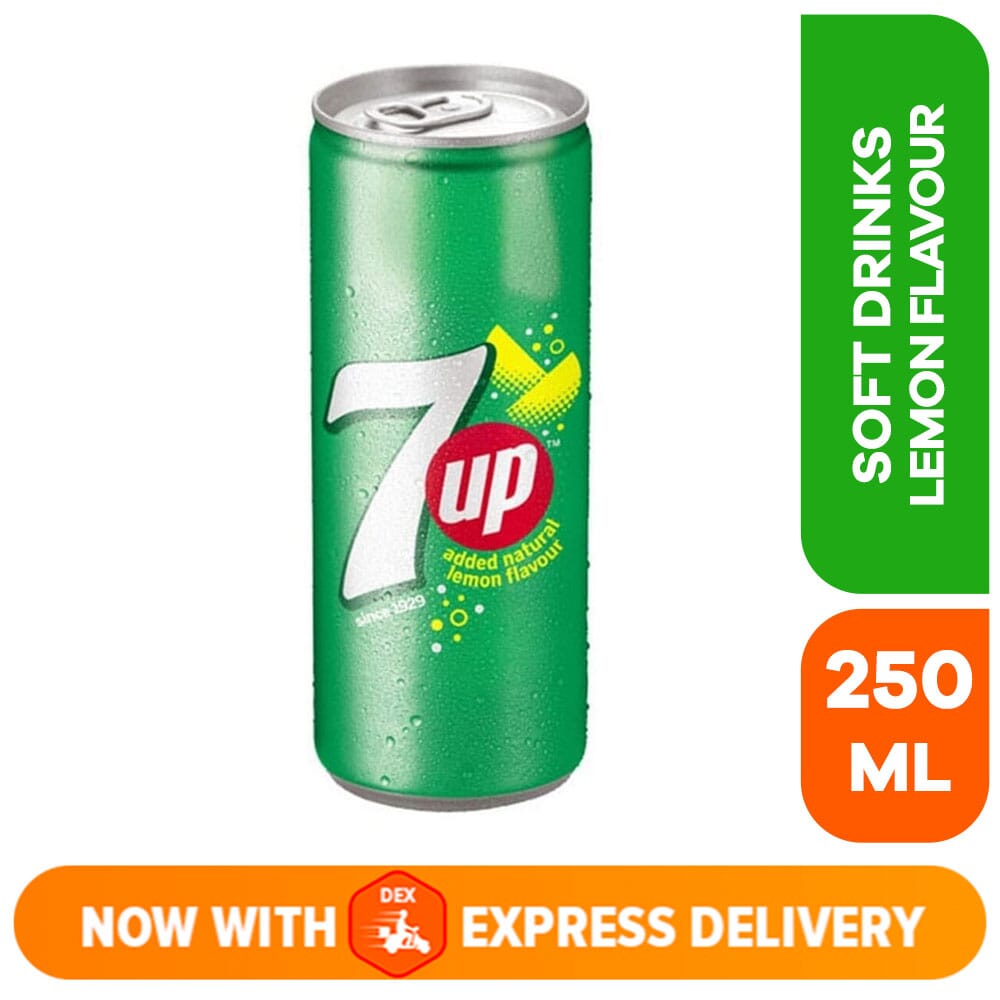 7
up
TM
added natural
lemon flavour
since 1929
SOFT DRINKS
LEMON FLAVOUR
250
ML
NOW WITH DEX EXPRESS DELIVERY